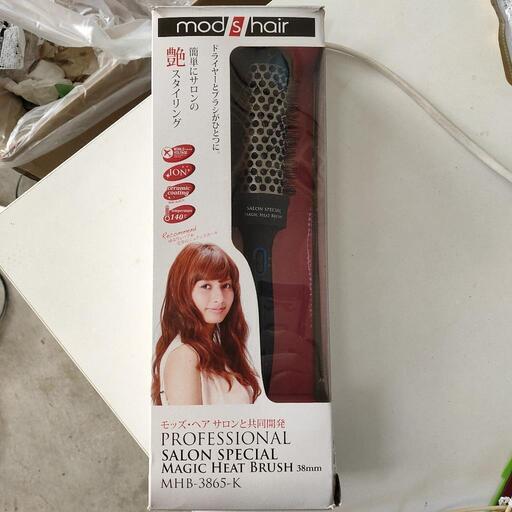 mod s hair
ドライヤーとブラシがひとつに。
簡単にサロンの
艶スタイリング
ION+
ceramic
coating
Temperature
140
SALON SPECIAL
MAGIC HEAT BRUSH
Recommend
モッズ・ヘア サロンと共同開発
PROFESSIONAL
SALON SPECIAL
MAGIC HEAT BRUSH 38mm
MHB-3865-K